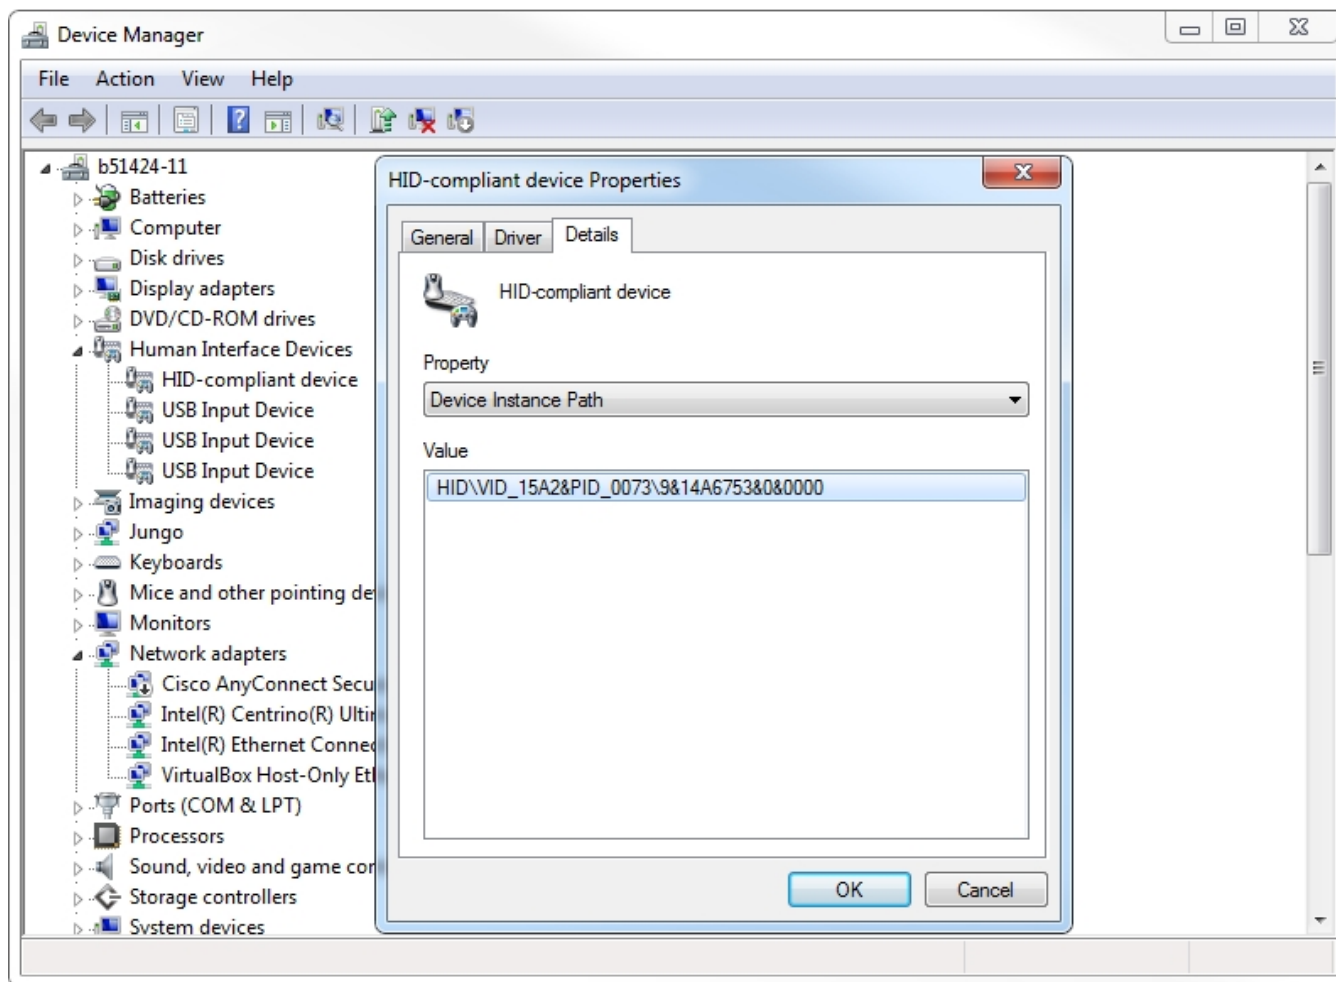 Device Manager
File Action View Help
b51424-11
Batteries
Computer
Disk drives
Display adapters
DVD/CD-ROM drives
Human Interface Devices
HID-compliant device
USB Input Device
USB Input Device
USB Input Device
Imaging devices
Jungo
Keyboards
Mice and other pointing de
Monitors
Network adapters
Cisco AnyConnect Secu
Intel(R) Centrino(R) Ulti
Intel(R) Ethernet Connec
VirtualBox Host-Only Et
Ports (COM & LPT)
Processors
Sound, video and game con
Storage controllers
System devices
HID-compliant device Properties
General Driver Details
HID-compliant device
Property
Device Instance Path
Value
HID\VID_15A2&PID_0073\9&14A6753&0&0000
OK Cancel